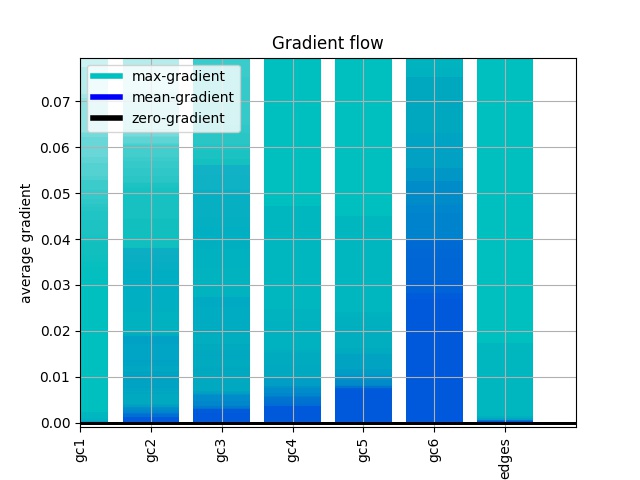 Gradient flow
max-gradient
mean-gradient
zero-gradient
average gradient
0.07
0.06
0.05
0.04
0.03
0.02
0.01
0.00
gc1
gc2
gc3
gc4
gc5
gc6
edges